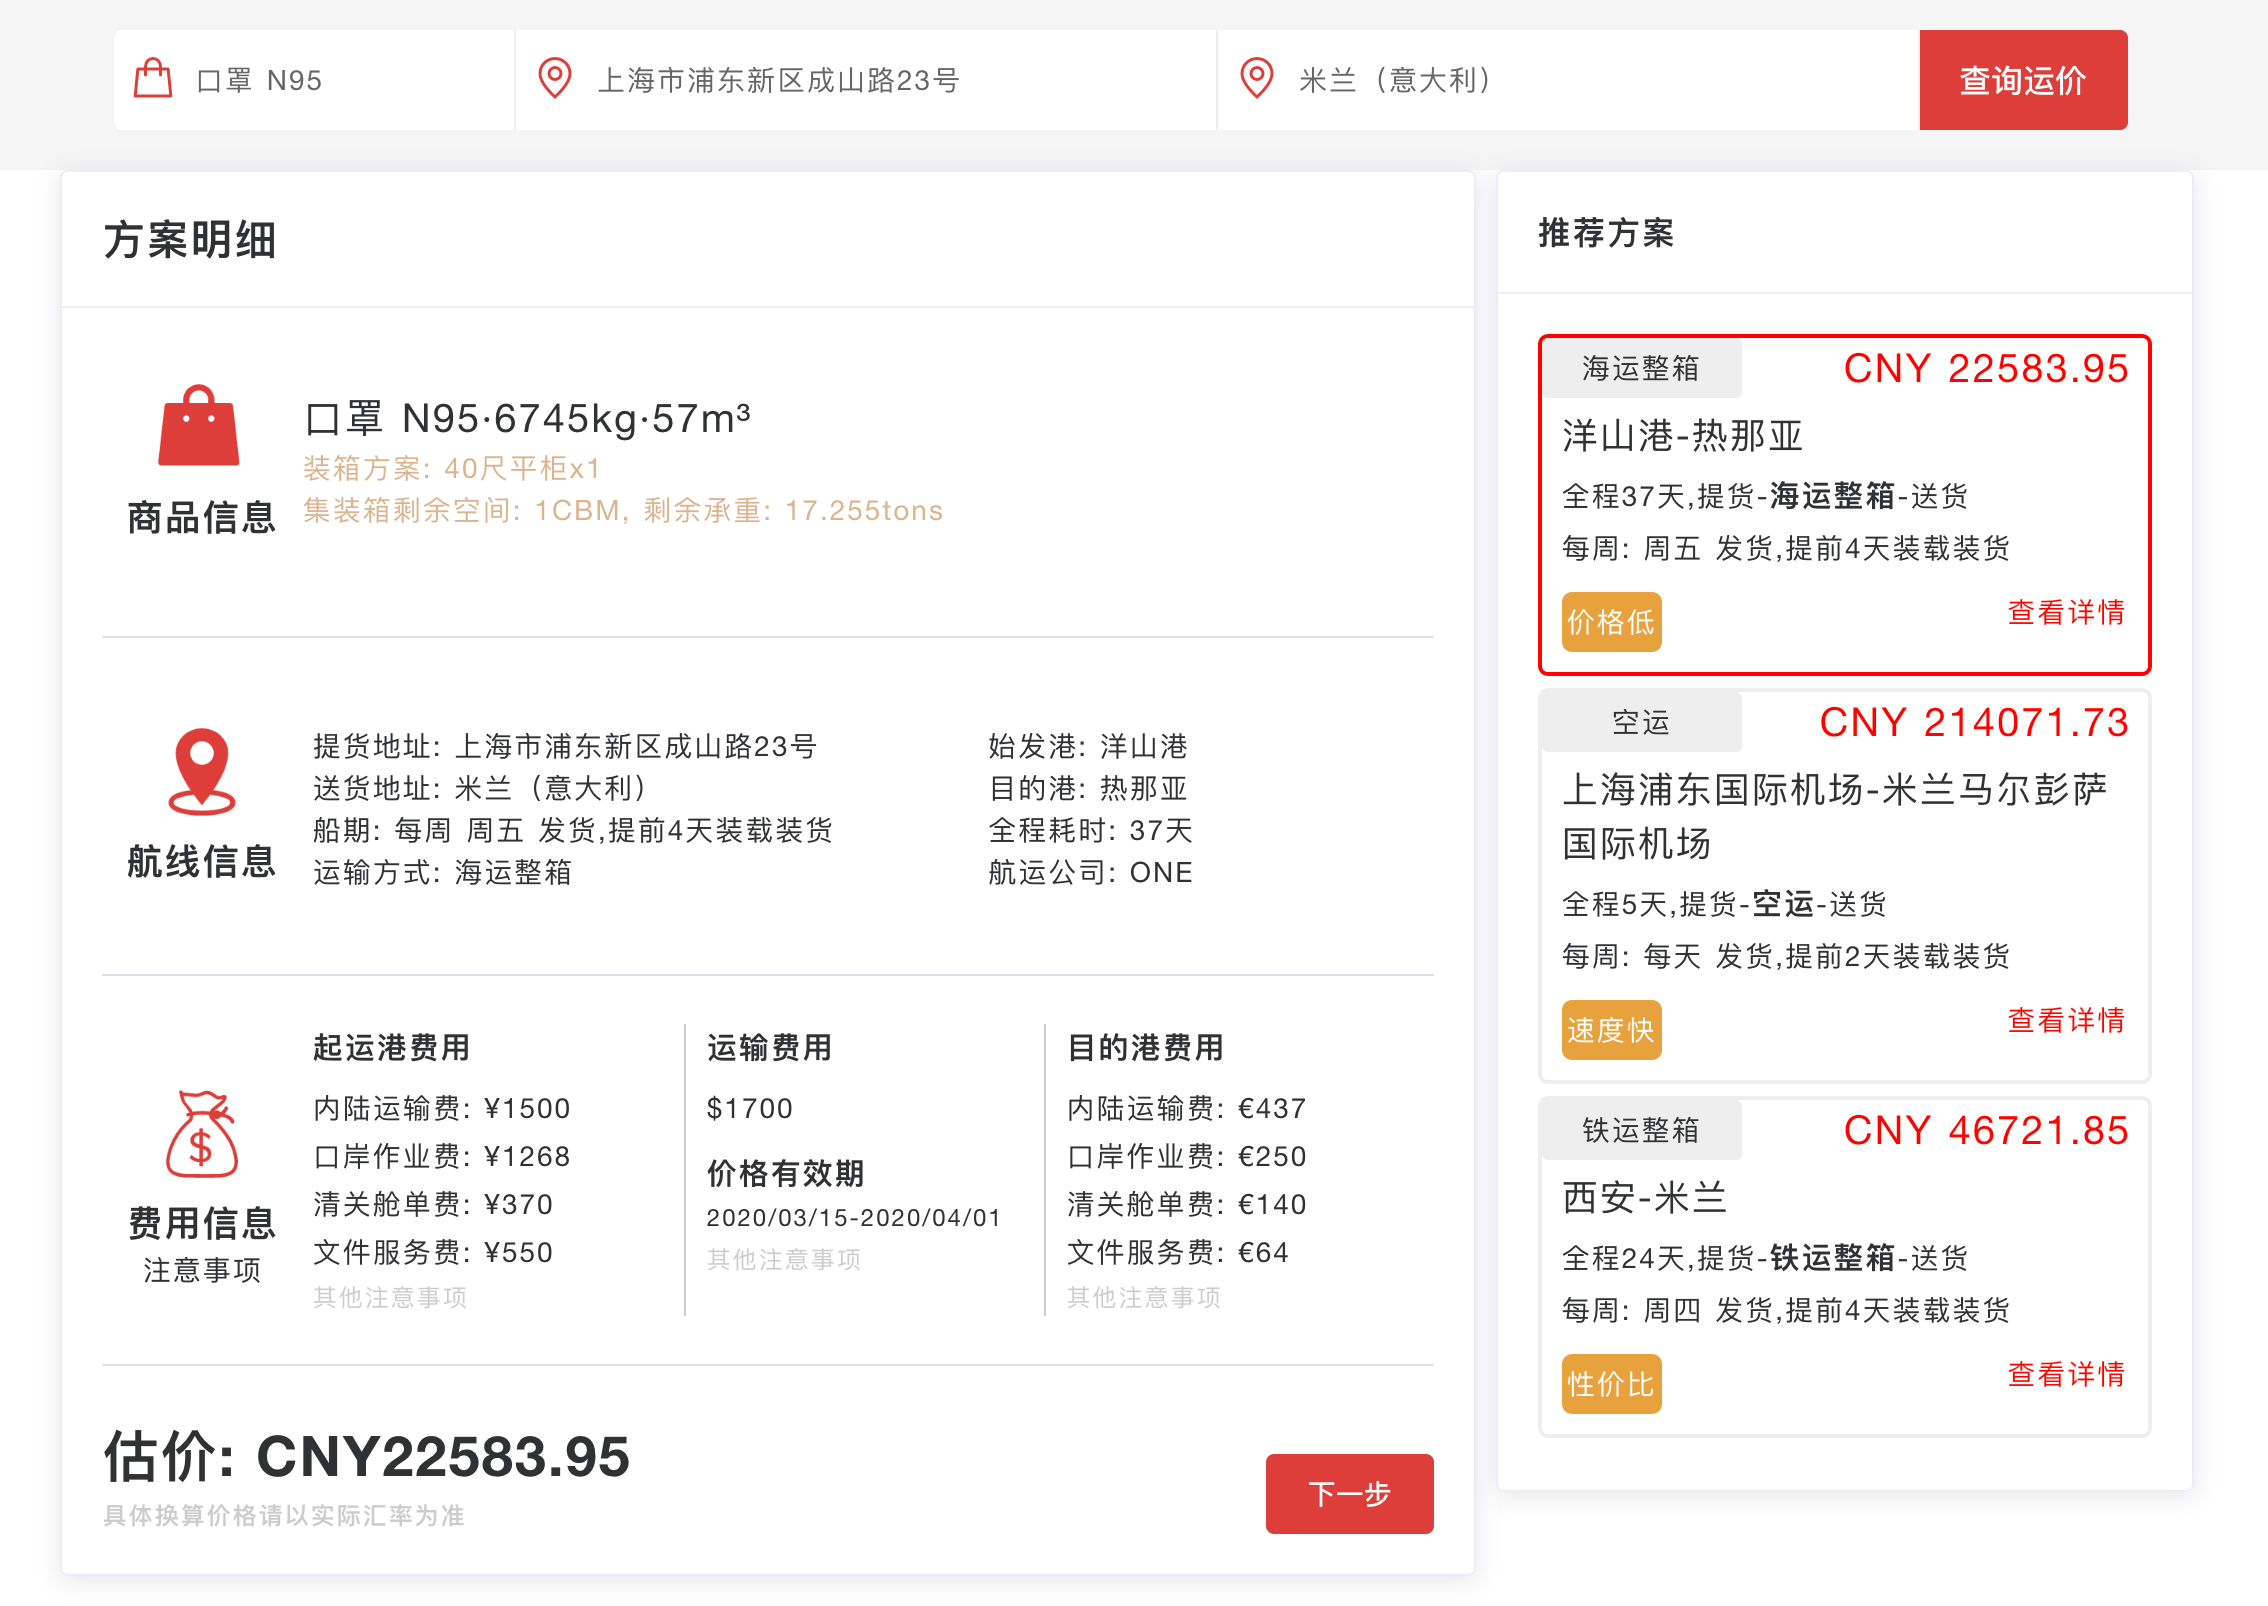 口罩 N95
上海市浦东新区成山路23号
米兰（意大利）
查询运价
方案明细
商品信息
口罩 N95·6745kg·57m³
装箱方案: 40尺平柜x1
集装箱剩余空间: 1CBM, 剩余承重: 17.255tons
航线信息
提货地址: 上海市浦东新区成山路23号
送货地址: 米兰（意大利）
船期: 每周 周五 发货,提前4天装载装货
运输方式: 海运整箱
始发港: 洋山港
目的港: 热那亚
全程耗时: 37天
航运公司: ONE
费用信息
注意事项
起运港费用
内陆运输费: ¥1500
口岸作业费: ¥1268
清关舱单费: ¥370
文件服务费: ¥550
其他注意事项
运输费用
$1700
价格有效期
2020/03/15-2020/04/01
其他注意事项
目的港费用
内陆运输费: €437
口岸作业费: €250
清关舱单费: €140
文件服务费: €64
其他注意事项
估价: CNY22583.95
具体换算价格请以实际汇率为准
下一步
推荐方案
海运整箱
CNY 22583.95
洋山港-热那亚
全程37天,提货-海运整箱-送货
每周: 周五 发货,提前4天装载装货
价格低
查看详情
空运
CNY 214071.73
上海浦东国际机场-米兰马尔彭萨
国际机场
全程5天,提货-空运-送货
每周: 每天 发货,提前2天装载装货
速度快
查看详情
铁运整箱
CNY 46721.85
西安-米兰
全程24天,提货-铁运整箱-送货
每周: 周四 发货,提前4天装载装货
性价比
查看详情